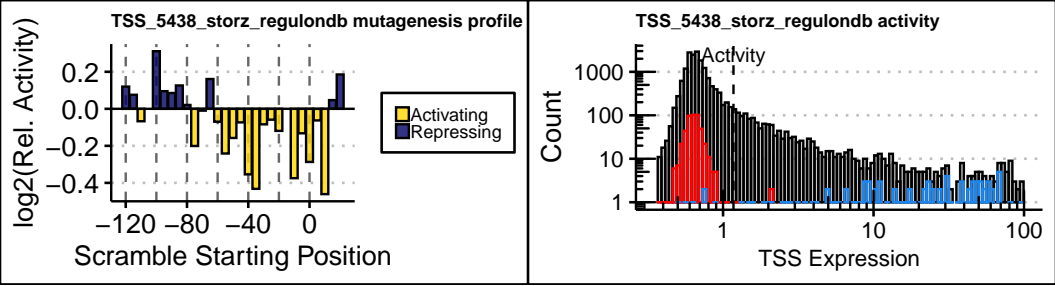 TSS_5438_storz_regulondb mutagenesis profile
log2(Rel. Activity)
0.2
0.0
−0.2
−0.4
−120
−80
−40
0
Scramble Starting Position
Activating
Repressing
TSS_5438_storz_regulondb activity
Activity
Count
1000
100
10
1
1
10
100
TSS Expression